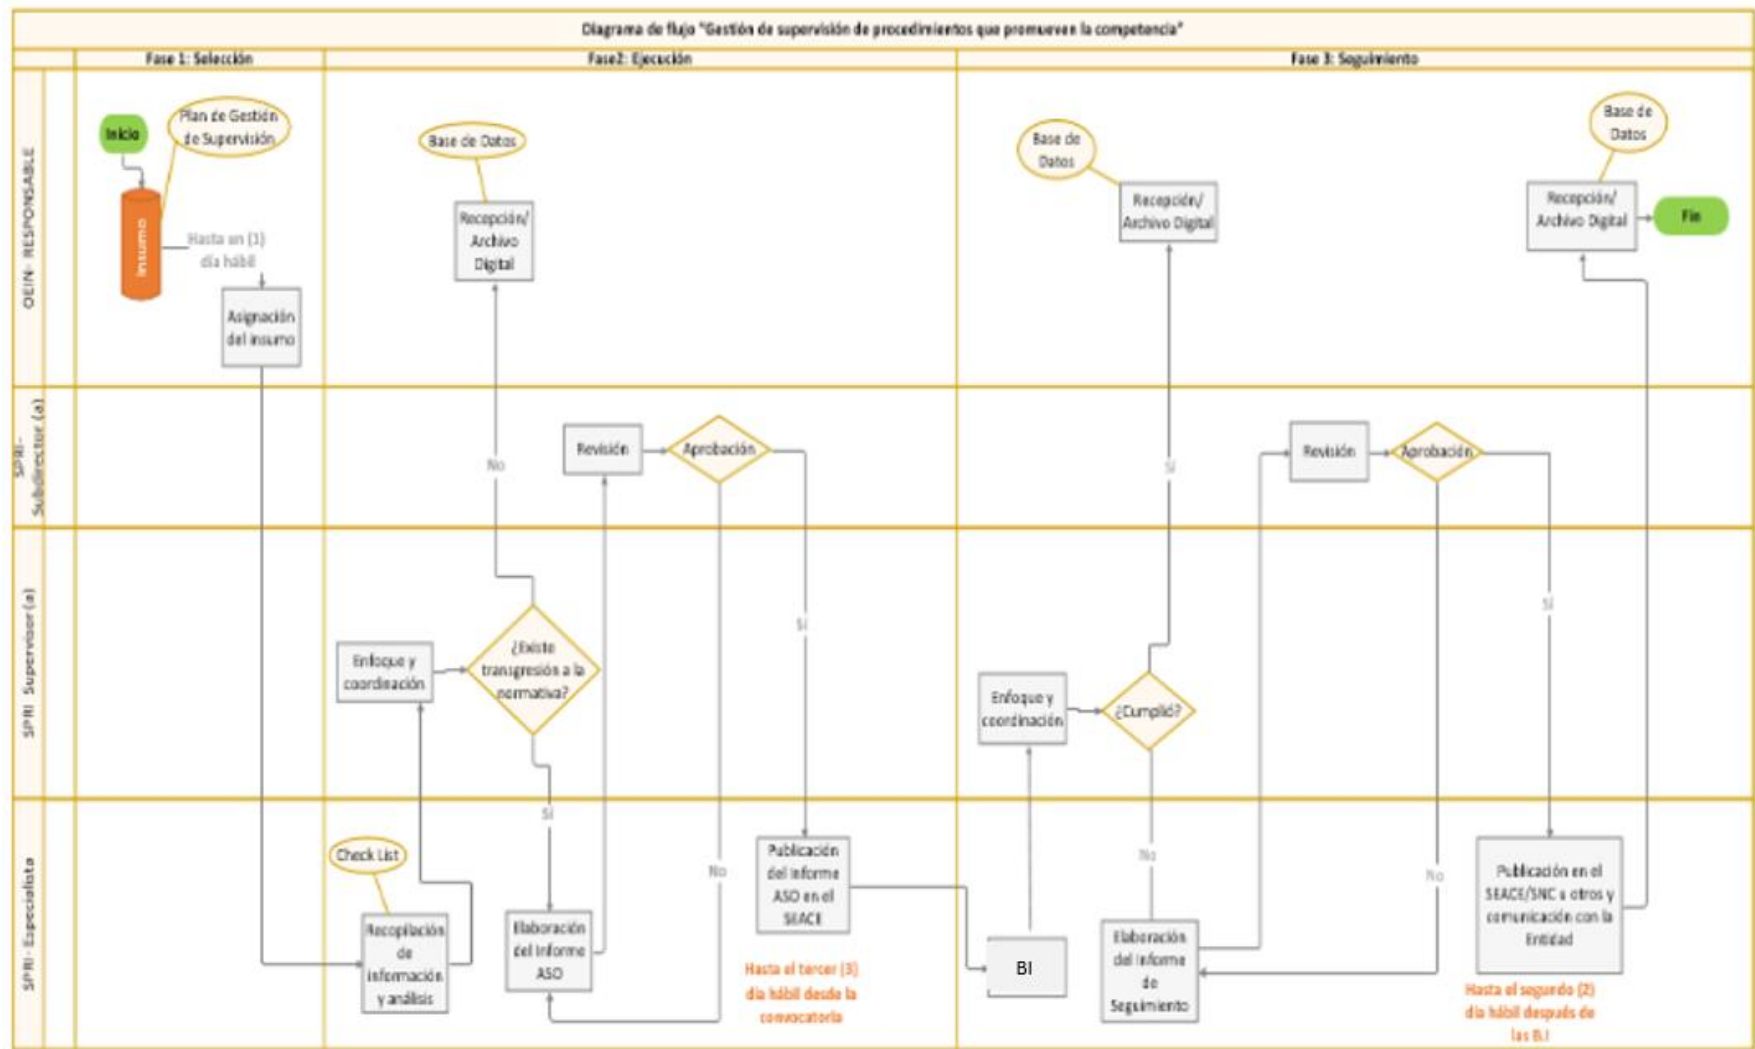 Diagrama de flujo "Gestión de supervisión de procedimientos que promueven la competencia"
Fase 1: Selección
Fase2: Ejecución
Fase 3: Seguimiento
OEIN- RESPONSABLE
Inicio
Plan de Gestión
de Supervisión
insumo
Hasta un (1)
día hábil
Asignación
del insumo
Base de Datos
Recepción/
Archivo
Digital
Base de
Datos
Recepción/
Archivo Digital
Base de
Datos
Recepción/
Archivo Digital
Fin
SPRI-
Subdirector (a)
No
Revisión
Aprobación
Sí
Revisión
Aprobación
SPRI Supervisor (a)
Enfoque y
coordinación
¿Existe
transgresión a la
normativa?
Sí
Enfoque y
coordinación
¿Cumplió?
Sí
SPRI- Especialista
Check List
Recopilación
de
información
y análisis
Sí
Elaboración
del Informe
ASO
No
Publicación
del Informe
ASO en el
SEACE
Hasta el tercer (3)
día hábil desde la
convocatoria
BI
No
Elaboración
del Informe
de
Seguimiento
No
Publicación en el
SEACE/SNC u otros y
comunicación con la
Entidad
Hasta el segundo (2)
día hábil después de
las B.I